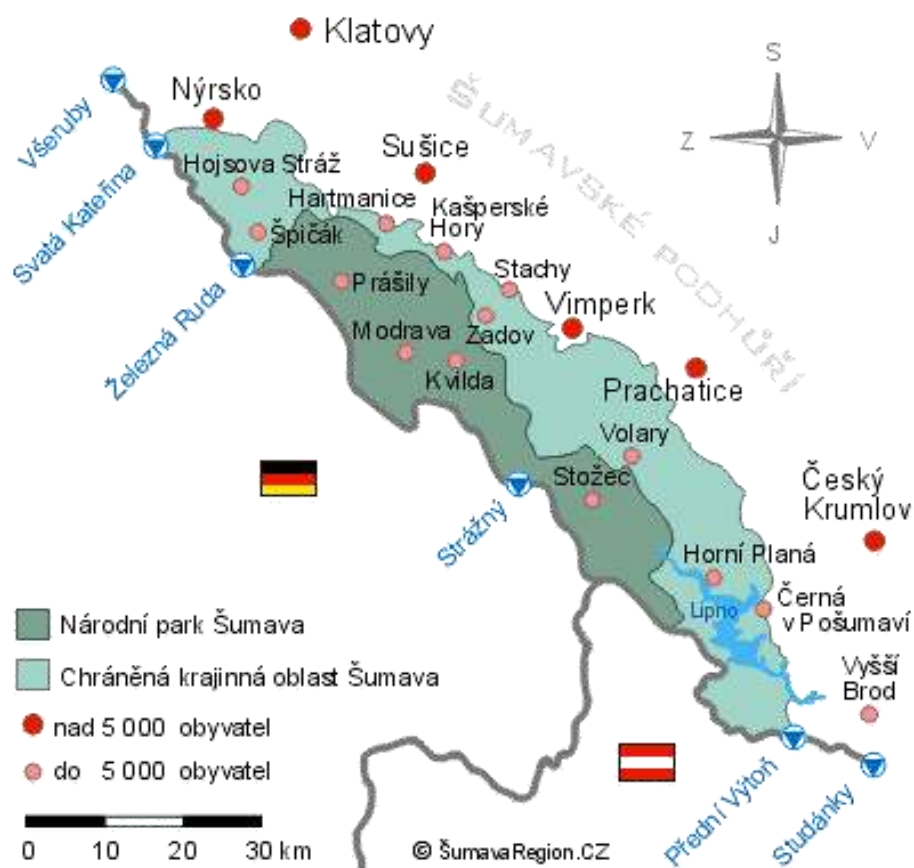 Klatovy
S
Z
V
J
Všeruby
Nýrsko
ŠUMAVSKÉ PODHŮŘÍ
Sušice
Svatá Kateřina
Hojsova Stráž
Hartmanice
Kašperské
Hory
Špičák
Stachy
Železná Ruda
Prášily
Vimperk
Modrava
Zadov
Kvilda
Prachatice
Volary
Stožec
Strážný
Český
Krumlov
Horní Planá
Lipno
Černá
v Pošumaví
Vyšší
Brod
Přední Výtoň
Studánky
Národní park Šumava
Chráněná krajinná oblast Šumava
nad 5 000 obyvatel
do 5 000 obyvatel
0 10 20 30 km
© ŠumavaRegion.CZ